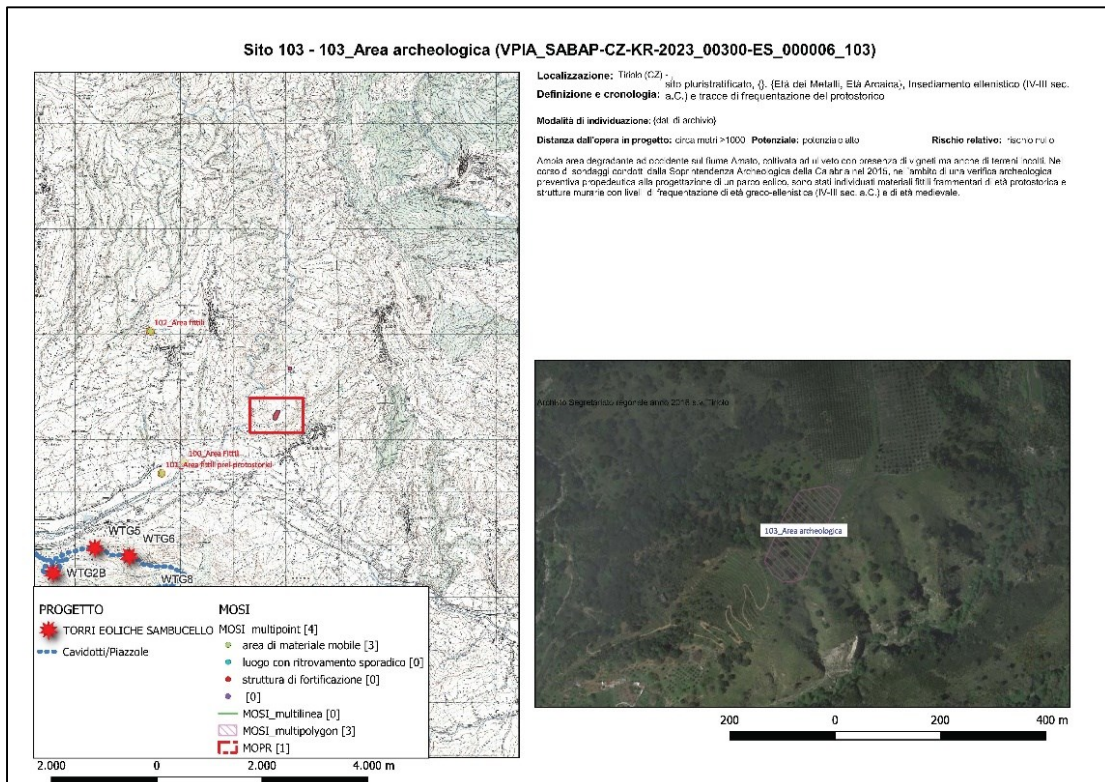 Sito 103 - 103_Area archeologica (VPIA_SABAP-CZ-KR-2023_00300-ES_000006_103)
Localizzazione: Tiriolo (CZ) -
sito pluristratificato, {}. {Età dei Metalli, Età Arcaica}, Insediamento ellenistico (IV-III sec.
Definizione e cronologia: a.C.) e tracce di frequentazione del protostorico
Modalità di individuazione: {dati di archivio}
Distanza dall'opera in progetto: circa metri >1000 Potenziale: potenziale alto Rischio relativo: rischio nullo
Ampia area degradante ad occidente sul fiume Amato, coltivata ad uliveto con presenza di vigneti ma anche di terreni incolti. Nel
corso di sondaggi condotti dalla Soprintendenza Archeologica della Calabria nel 2015, nell'ambito di una verifica archeologica
preventiva propedeutica alla progettazione di un parco eolico, sono stati individuati materiali fittili frammentari di età protostorica e
strutture murarie con livelli di frequentazione di età greco-ellenistica (IV-III sec. a.C.) e di età medievale.
102_Area fittili
100_Area Fittili
101_Area fittili prei-protostorici
WTG5
WTG6
WTG2B
WTG8
PROGETTO
TORRI EOLICHE SAMBUCELLO
Cavidotti/Piazzole
MOSI
MOSI_multipoint [4]
area di materiale mobile [3]
luogo con ritrovamento sporadico [0]
struttura di fortificazione [0]
[0]
MOSI_multilinea [0]
MOSI_multipolygon [3]
MOPR [1]
2.000 0 2.000 4.000 m
Archivio Segretariato regionale anno 2016 s.v. Tiriolo
103_Area archeologica
200 0 200 400 m